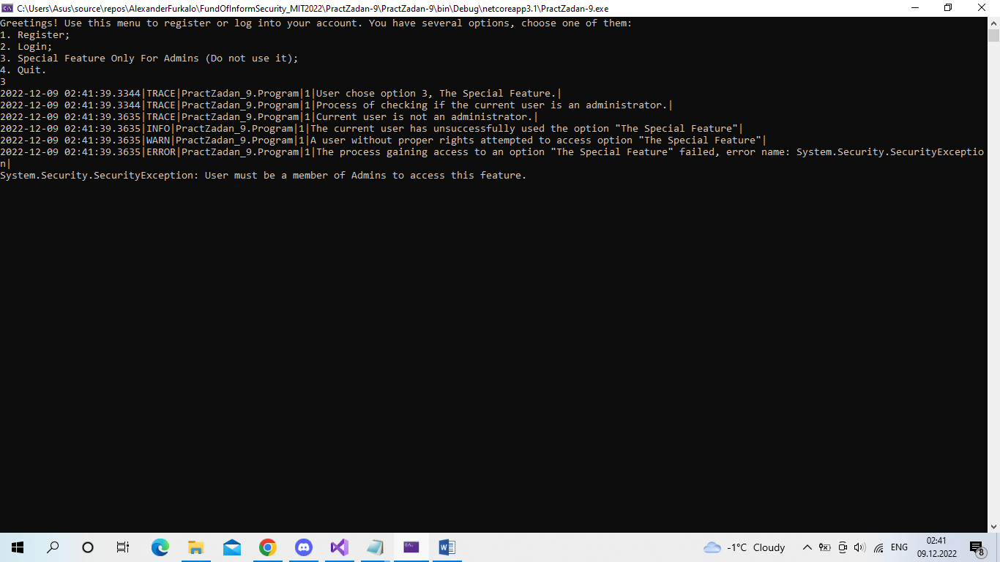 C:\Users\Asus\source\repos\AlexanderFurkalo\FundOfInformSecurity_MIT2022\PractZadan-9\PractZadan-9\bin\Debug\netcoreapp3.1\PractZadan-9.exe
Greetings! Use this menu to register or log into your account. You have several options, choose one of them:
1. Register;
2. Login;
3. Special Feature Only For Admins (Do not use it);
4. Quit.
3
2022-12-09 02:41:39.3344|TRACE|PractZadan_9.Program|1|User chose option 3, The Special Feature.|
2022-12-09 02:41:39.3344|TRACE|PractZadan_9.Program|1|Process of checking if the current user is an administrator.|
2022-12-09 02:41:39.3635|TRACE|PractZadan_9.Program|1|Current user is not an administrator.|
2022-12-09 02:41:39.3635|INFO|PractZadan_9.Program|1|The current user has unsuccessfully used the option "The Special Feature"|
2022-12-09 02:41:39.3635|WARN|PractZadan_9.Program|1|A user without proper rights attempted to access option "The Special Feature"|
2022-12-09 02:41:39.3635|ERROR|PractZadan_9.Program|1|The process gaining access to an option "The Special Feature" failed, error name: System.Security.SecurityExceptio
n|
System.Security.SecurityException: User must be a member of Admins to access this feature.
-1°C Cloudy
ENG
02:41
09.12.2022
8